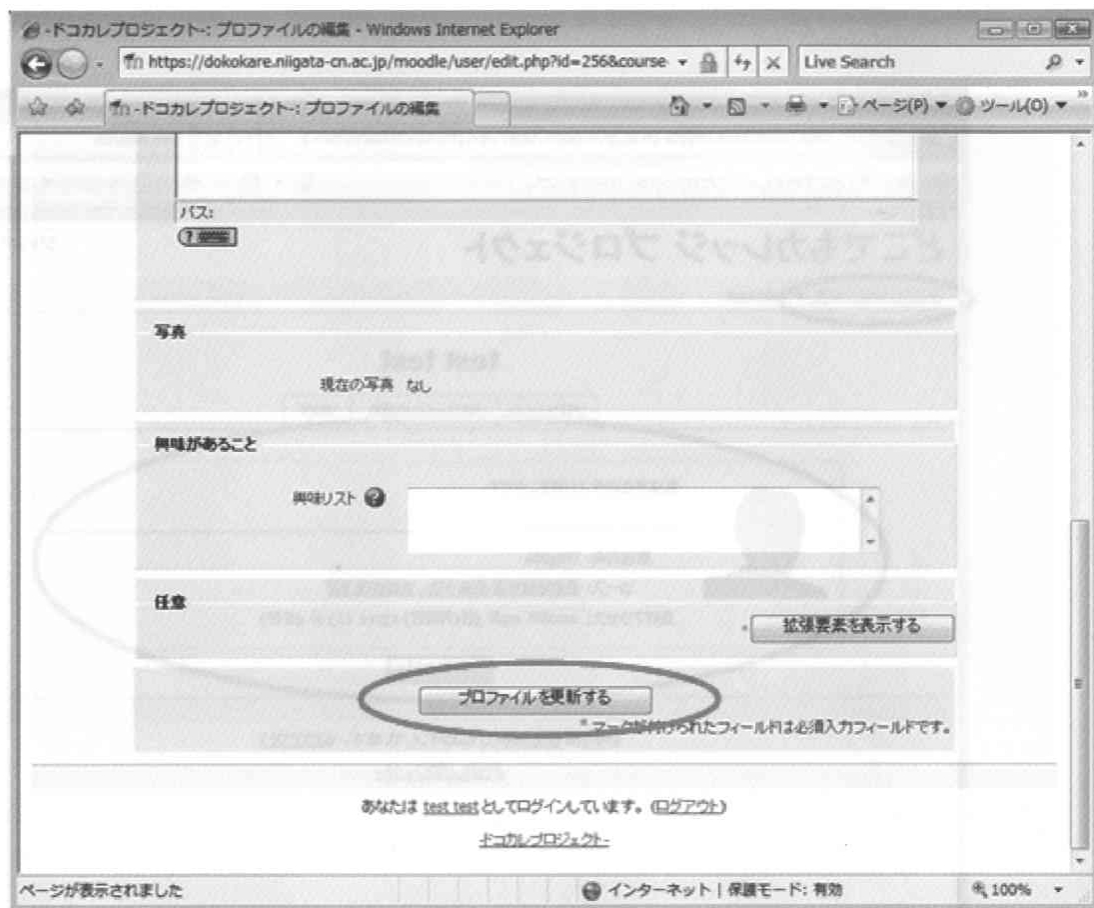 -ドコカレプロジェクト-: プロファイルの編集 - Windows Internet Explorer
https://dokokare.niigata-cn.ac.jp/moodle/user/edit.php?id=256&course
Live Search
-ドコカレプロジェクト-: プロファイルの編集
ページ(P)
ツール(O)
パス:
写真
現在の写真 なし
興味があること
興味リスト
任意
拡張要素を表示する
プロファイルを更新する
* マークが付けられたフィールドは必須入力フィールドです。
あなたは test test としてログインしています。(ログアウト)
-ドコカレプロジェクト-
ページが表示されました
インターネット | 保護モード: 有効
100%